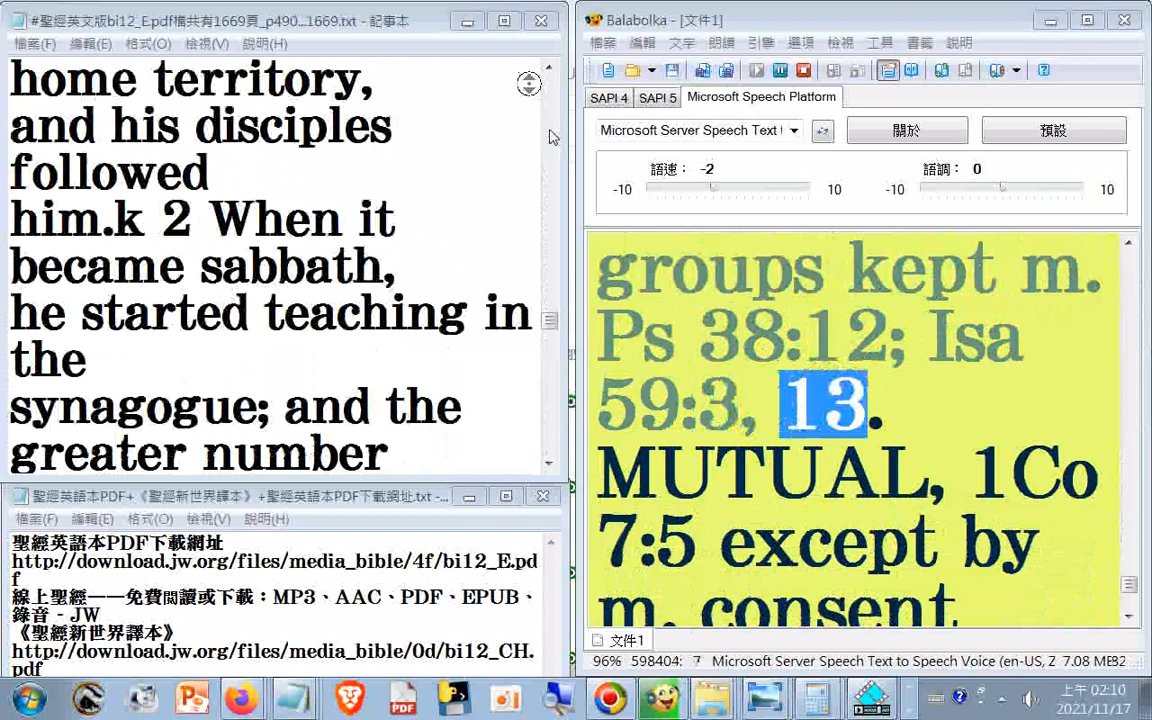 #聖經英文版bi12_E.pdf檔共有1669頁_p490...1669.txt - 記事本
檔案(F) 編輯(E) 格式(O) 檢視(V) 說明(H)
home territory,
and his disciples
followed
him.k 2 When it
became sabbath,
he started teaching in
the
synagogue; and the
greater number
聖經英語本PDF+《聖經新世界譯本》+聖經英語本PDF下載網址.txt - ...
檔案(F) 編輯(E) 格式(O) 檢視(V) 說明(H)
聖經英語本PDF下載網址
http://download.jw.org/files/media_bible/4f/bi12_E.pd
f
線上聖經——免費閱讀或下載：MP3、AAC、PDF、EPUB、
錄音 - JW
《聖經新世界譯本》
http://download.jw.org/files/media_bible/0d/bi12_CH.
pdf
Balabolka - [文件1]
檔案 編輯 文字 朗讀 引擎 選項 檢視 工具 書籤 說明
SAPI 4 SAPI 5 Microsoft Speech Platform
Microsoft Server Speech Text 關於 預設
語速： -2 語調： 0
-10 10 -10 10
groups kept m.
Ps 38:12; Isa
59:3, 13.
MUTUAL, 1Co
7:5 except by
m. consent
文件1
96% 598404: 7 Microsoft Server Speech Text to Speech Voice (en-US, Z 7.08 MB
上午 02:10
2021/11/17